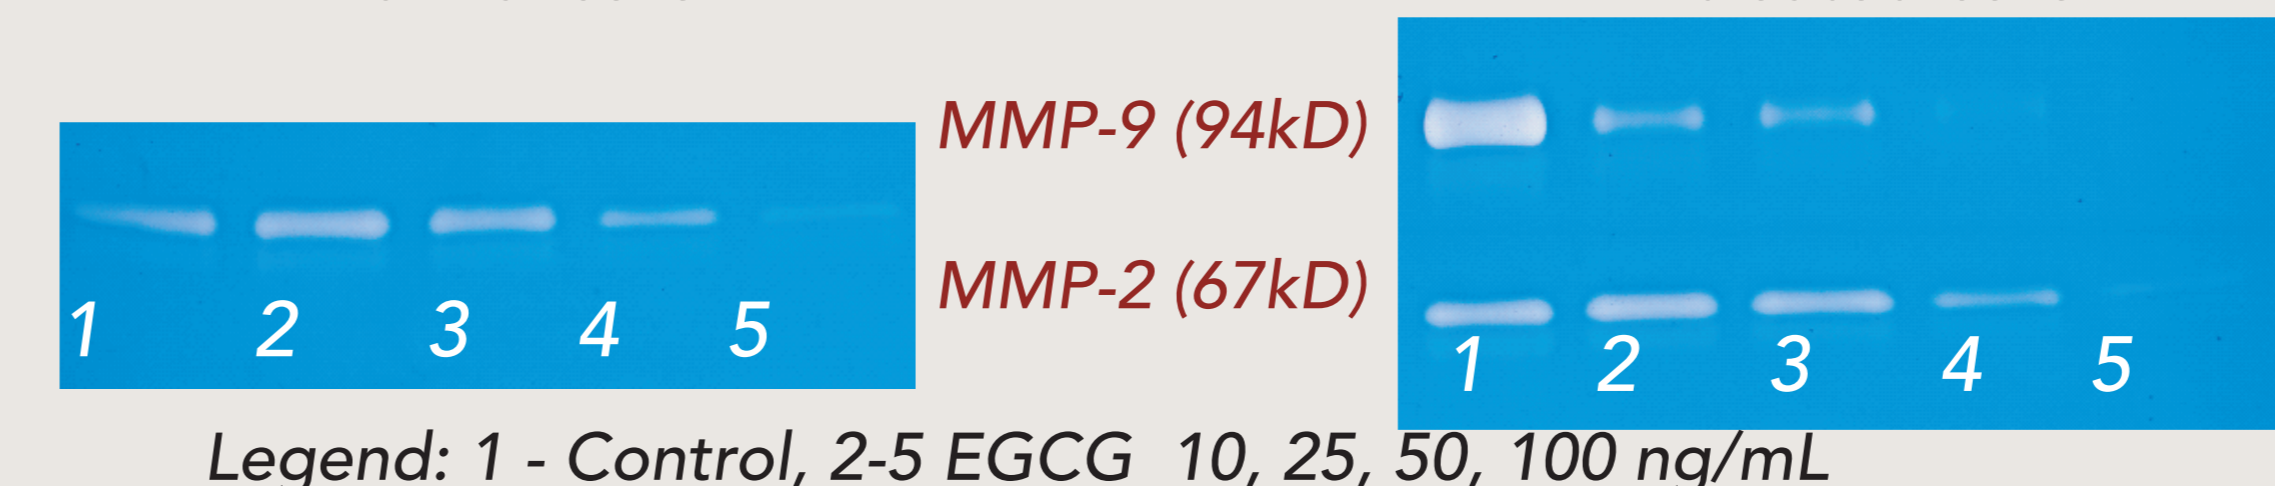 MMP-9 (94kD)
MMP-2 (67kD)
1 2 3 4 5
1 2 3 4 5
Legend: 1 - Control, 2-5 EGCG 10, 25, 50, 100 ng/mL